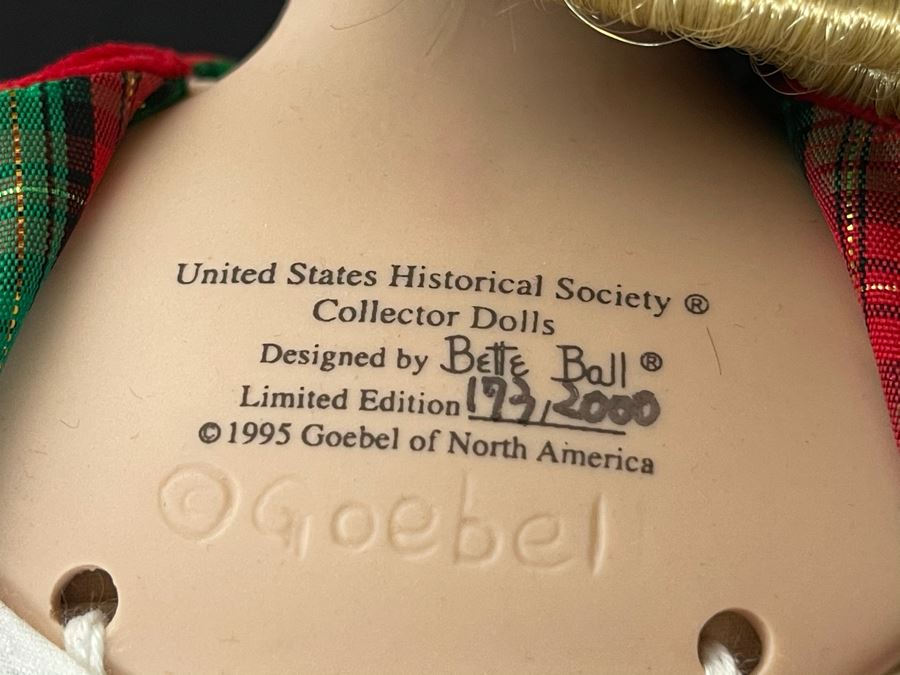 United States Historical Society ®
Collector Dolls
Designed by Bette Ball ®
Limited Edition 173/2000
© 1995 Goebel of North America
© Goebel